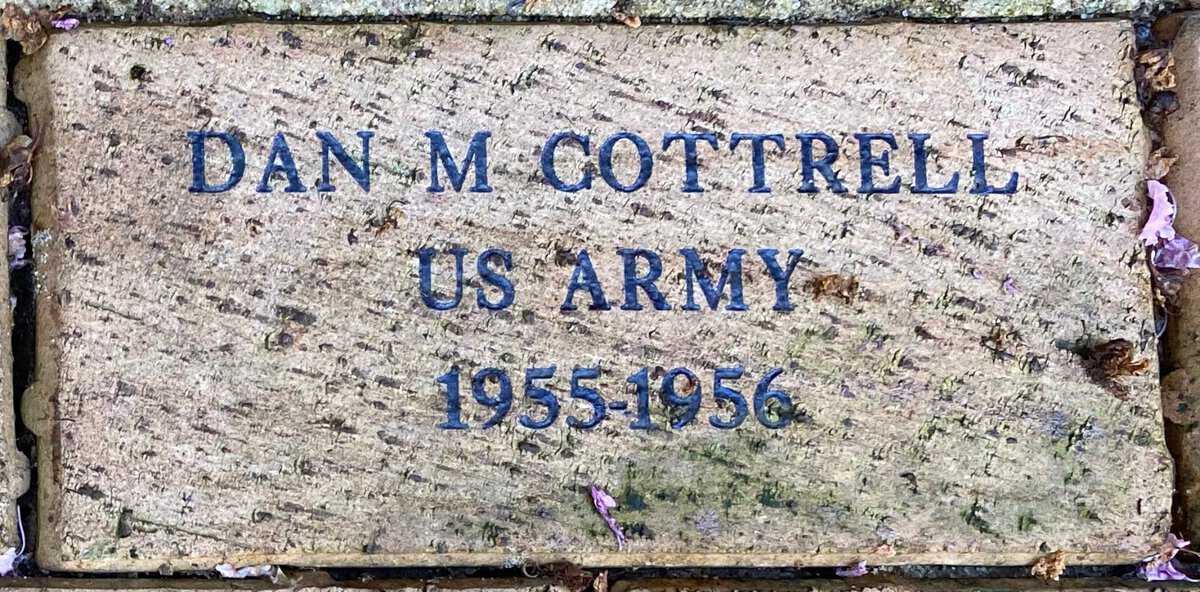 DAN M COTTRELL
US ARMY
1955-1956